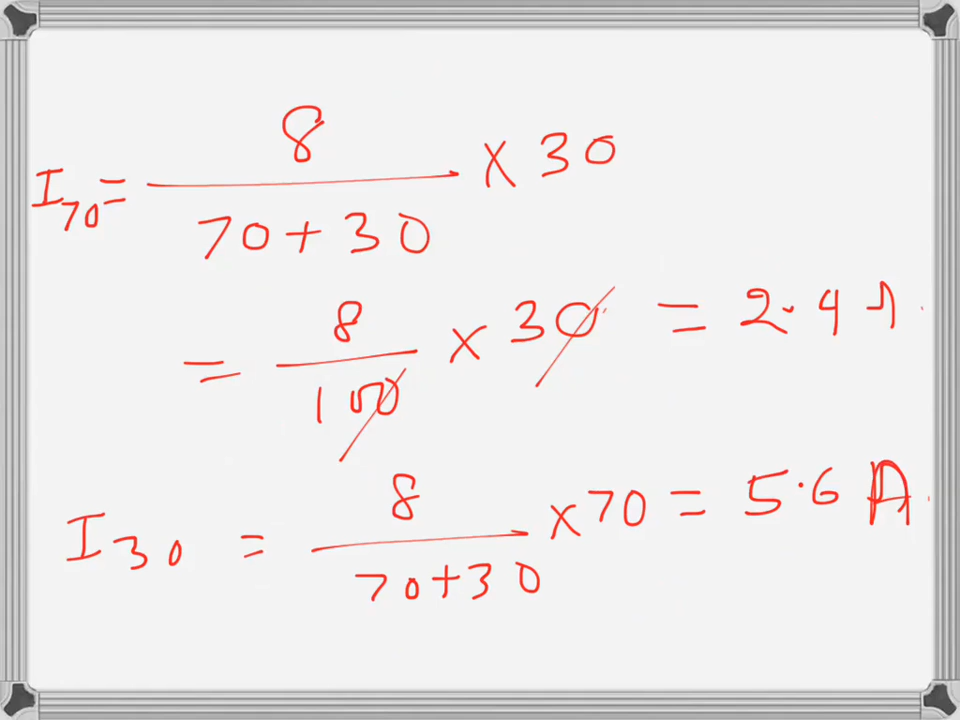 I70 = 8 / 70+30 × 30
= 8 / 100 × 30 = 2.4 A.
I30 = 8 / 70+30 × 70 = 5.6 A.